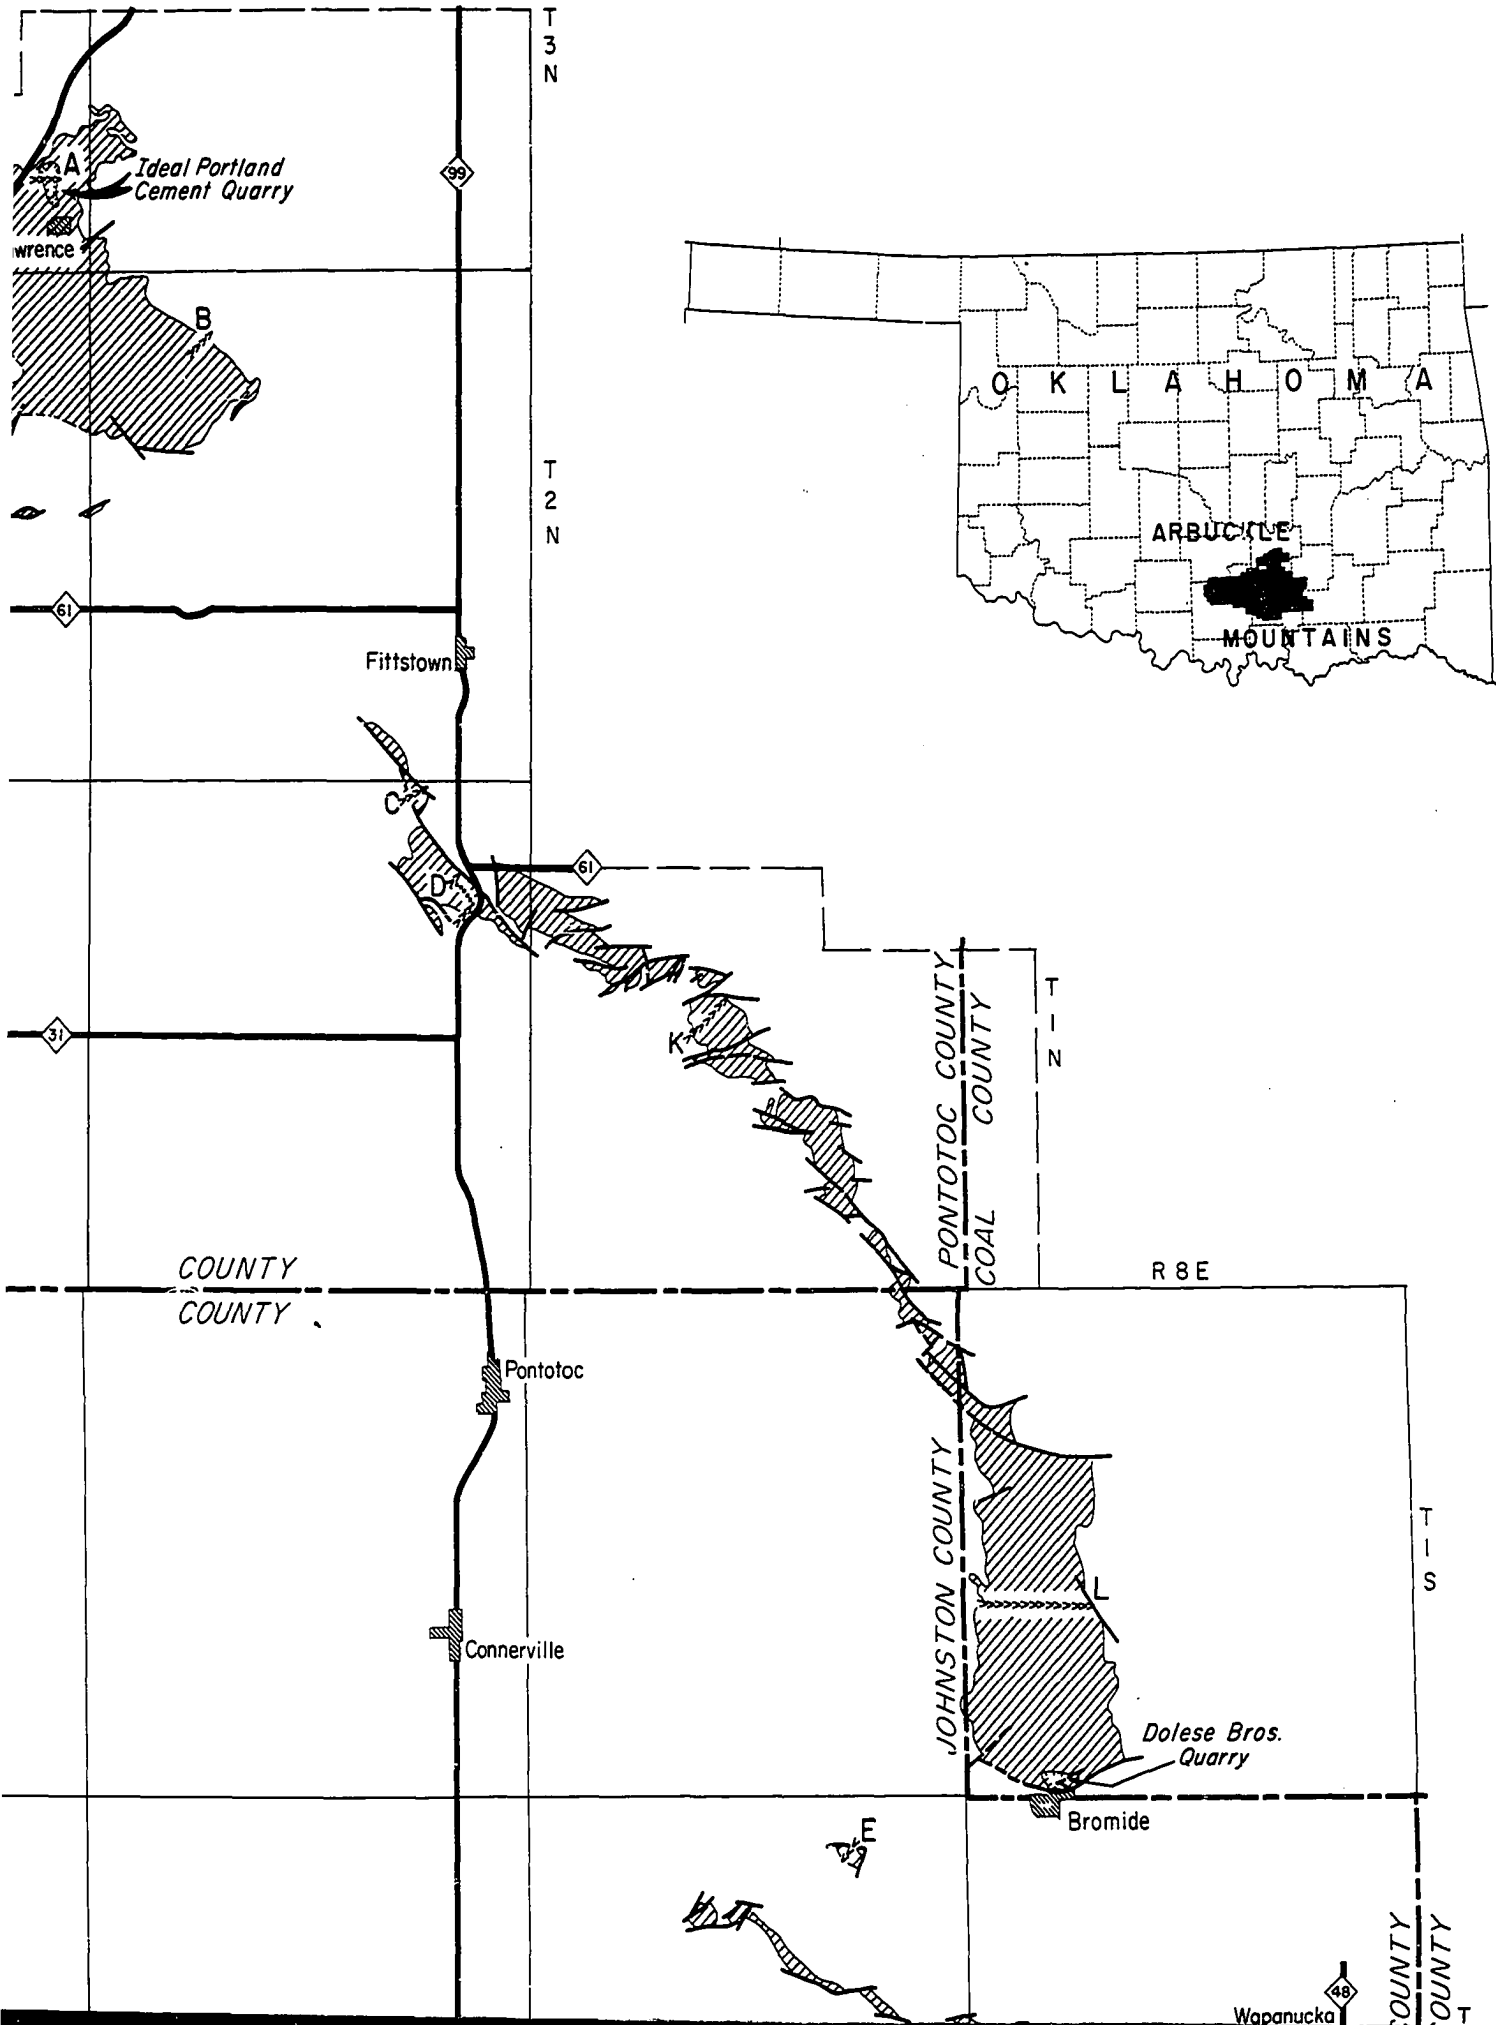 T
3
N
A
Ideal Portland
Cement Quarry
99
wrence
B
OKLAHOMA
T
2
N
ARBUCKLE
MOUNTAINS
61
Fittstown
C
61
D
PONTOTOC COUNTY
COAL COUNTY
T
1
N
31
K
COUNTY
COUNTY
R 8 E
Pontotoc
JOHNSTON COUNTY
T
1
S
L
Connerville
Dolese Bros.
Quarry
Bromide
E
COUNTY
OUNTY
48
Wapanucka
T